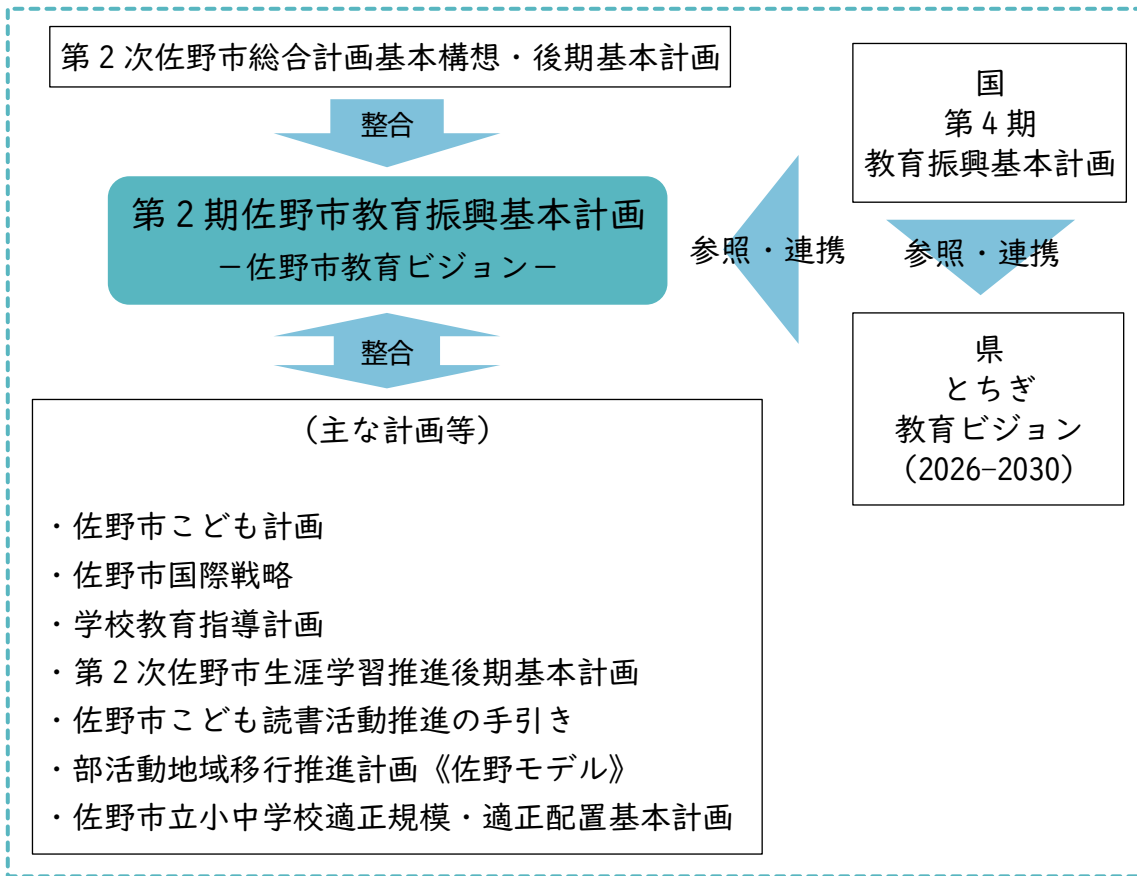 第2次佐野市総合計画基本構想・後期基本計画
整合
第2期佐野市教育振興基本計画
－佐野市教育ビジョン－
整合
(主な計画等)
・佐野市こども計画
・佐野市国際戦略
・学校教育指導計画
・第2次佐野市生涯学習推進後期基本計画
・佐野市こども読書活動推進の手引き
・部活動地域移行推進計画《佐野モデル》
・佐野市立小中学校適正規模・適正配置基本計画
参照・連携
国
第4期
教育振興基本計画
参照・連携
県
とちぎ
教育ビジョン
(2026-2030)